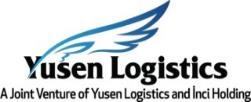 Yusen Logistics
A Joint Venture of Yusen Logistics and İnci Holding